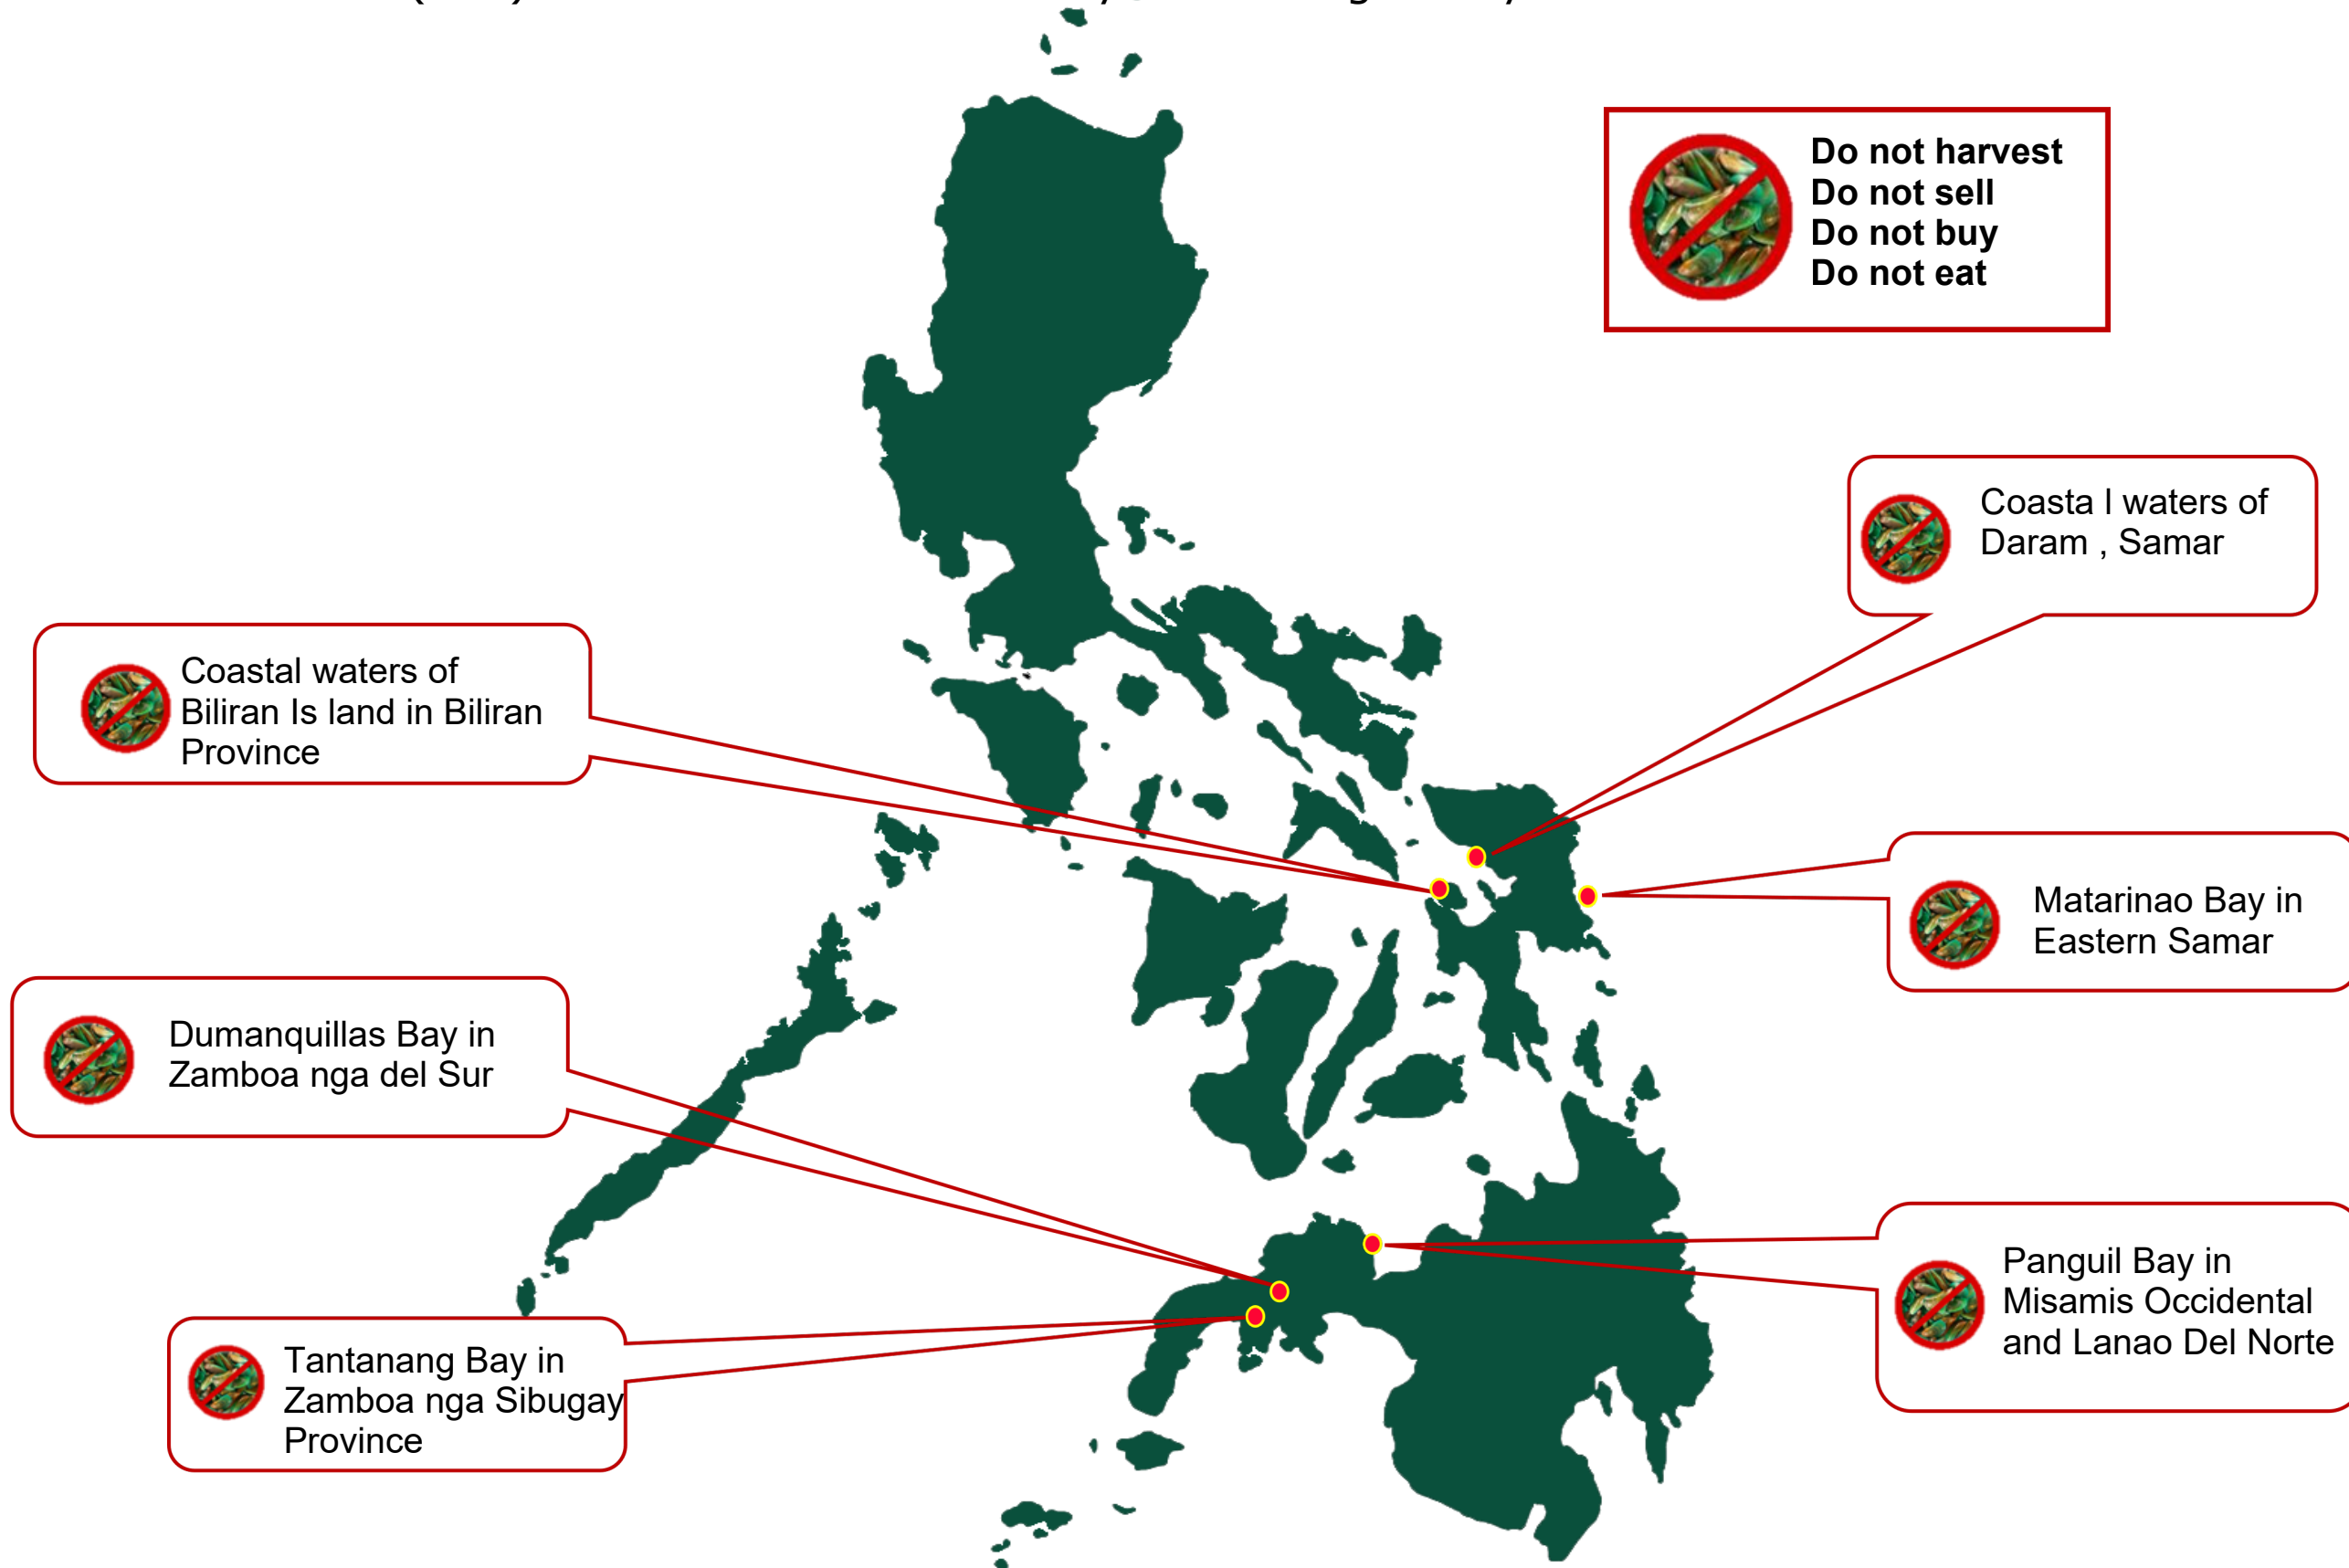 Do not harvest
Do not sell
Do not buy
Do not eat
Coasta l waters of
Daram , Samar
Coastal waters of
Biliran Is land in Biliran
Province
Matarinao Bay in
Eastern Samar
Dumanquillas Bay in
Zamboa nga del Sur
Panguil Bay in
Misamis Occidental
and Lanao Del Norte
Tantanang Bay in
Zamboa nga Sibugay
Province